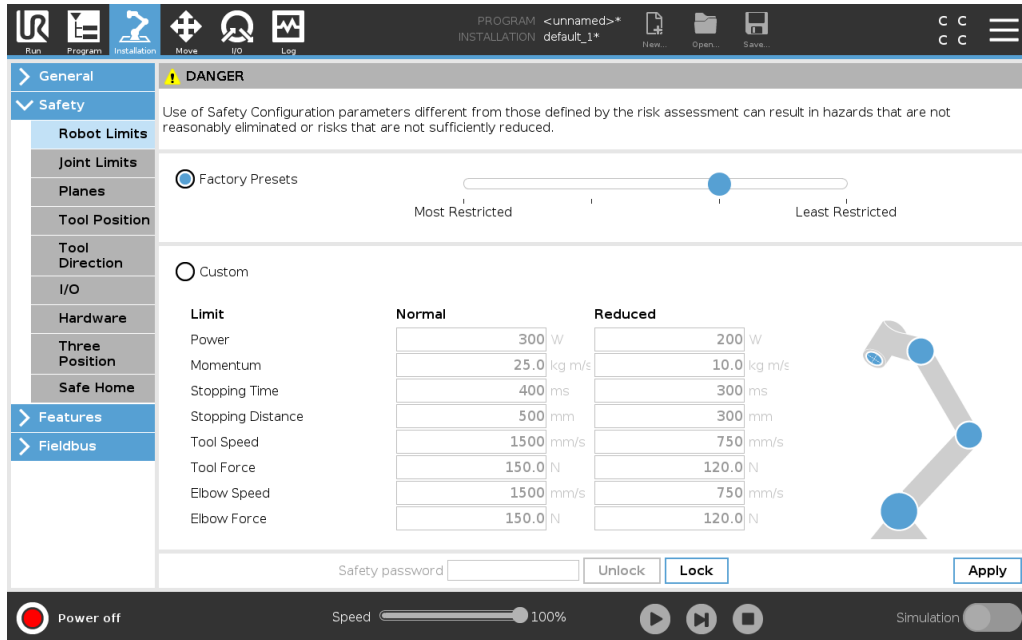 PROGRAM <unnamed>*
INSTALLATION default_1*
UR
Run
Program
Installation
Move
I/O
Log
New...
Open...
Save...
C C
C C
General
Safety
Robot Limits
Joint Limits
Planes
Tool Position
Tool
Direction
I/O
Hardware
Three
Position
Safe Home
Features
Fieldbus
DANGER
Use of Safety Configuration parameters different from those defined by the risk assessment can result in hazards that are not
reasonably eliminated or risks that are not sufficiently reduced.
Factory Presets
Most Restricted Least Restricted
Custom
Limit Normal Reduced
Power 300 W 200 W
Momentum 25.0 kg m/s 10.0 kg m/s
Stopping Time 400 ms 300 ms
Stopping Distance 500 mm 300 mm
Tool Speed 1500 mm/s 750 mm/s
Tool Force 150.0 N 120.0 N
Elbow Speed 1500 mm/s 750 mm/s
Elbow Force 150.0 N 120.0 N
Safety password Unlock Lock Apply
Power off Speed 100% Simulation